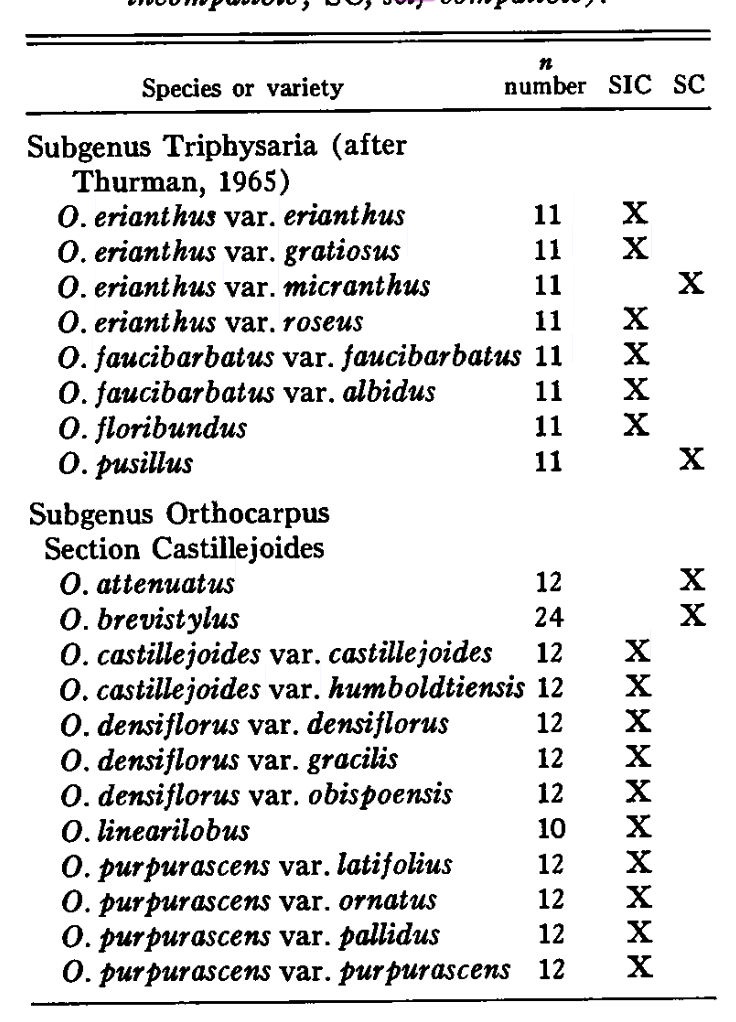 incompatible; SC, self-compatible).
n
Species or variety number SIC SC
Subgenus Triphysaria (after
Thurman, 1965)
O. erianthus var. erianthus 11 X
O. erianthus var. gratiosus 11 X
O. erianthus var. micranthus 11 X
O. erianthus var. roseus 11 X
O. faucibarbatus var. faucibarbatus 11 X
O. faucibarbatus var. albidus 11 X
O. floribundus 11 X
O. pusillus 11 X
Subgenus Orthocarpus
Section Castillejoides
O. attenuatus 12 X
O. brevistylus 24 X
O. castillejoides var. castillejoides 12 X
O. castillejoides var. humboldtiensis 12 X
O. densiflorus var. densiflorus 12 X
O. densiflorus var. gracilis 12 X
O. densiflorus var. obispoensis 12 X
O. linearilobus 10 X
O. purpurascens var. latifolius 12 X
O. purpurascens var. ornatus 12 X
O. purpurascens var. pallidus 12 X
O. purpurascens var. purpurascens 12 X